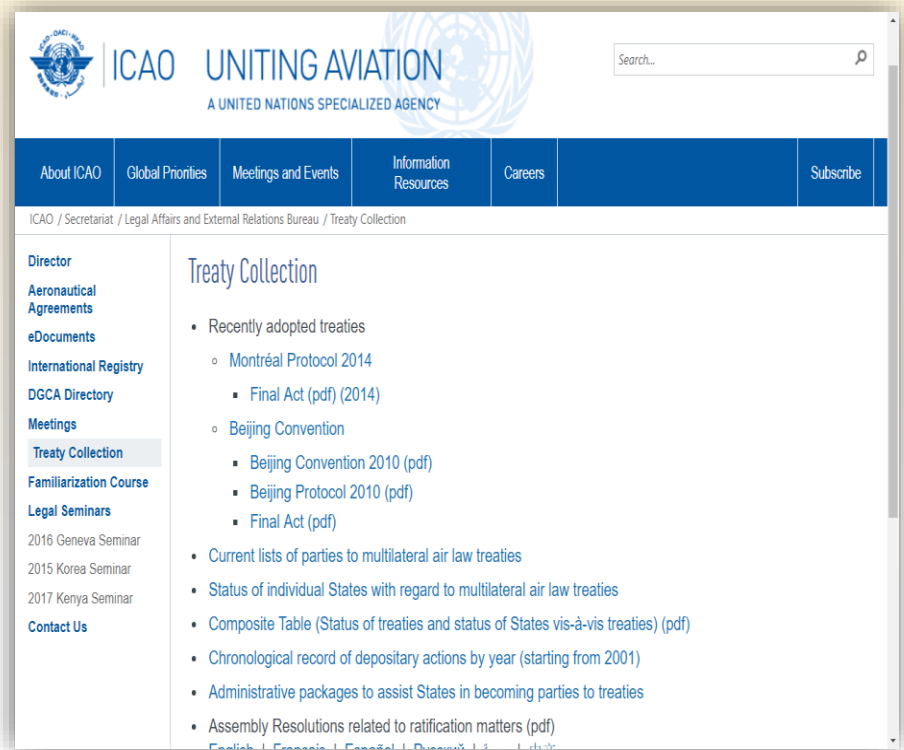 ICAO UNITING AVIATION
A UNITED NATIONS SPECIALIZED AGENCY
Search...
About ICAO Global Priorities Meetings and Events Information Resources Careers Subscribe
ICAO / Secretariat / Legal Affairs and External Relations Bureau / Treaty Collection
Director
Aeronautical
Agreements
eDocuments
International Registry
DGCA Directory
Meetings
Treaty Collection
Familiarization Course
Legal Seminars
2016 Geneva Seminar
2015 Korea Seminar
2017 Kenya Seminar
Contact Us
Treaty Collection
• Recently adopted treaties
◦ Montréal Protocol 2014
▪ Final Act (pdf) (2014)
◦ Beijing Convention
▪ Beijing Convention 2010 (pdf)
▪ Beijing Protocol 2010 (pdf)
▪ Final Act (pdf)
• Current lists of parties to multilateral air law treaties
• Status of individual States with regard to multilateral air law treaties
• Composite Table (Status of treaties and status of States vis-à-vis treaties) (pdf)
• Chronological record of depositary actions by year (starting from 2001)
• Administrative packages to assist States in becoming parties to treaties
• Assembly Resolutions related to ratification matters (pdf)
English | Français | Español | Русский |